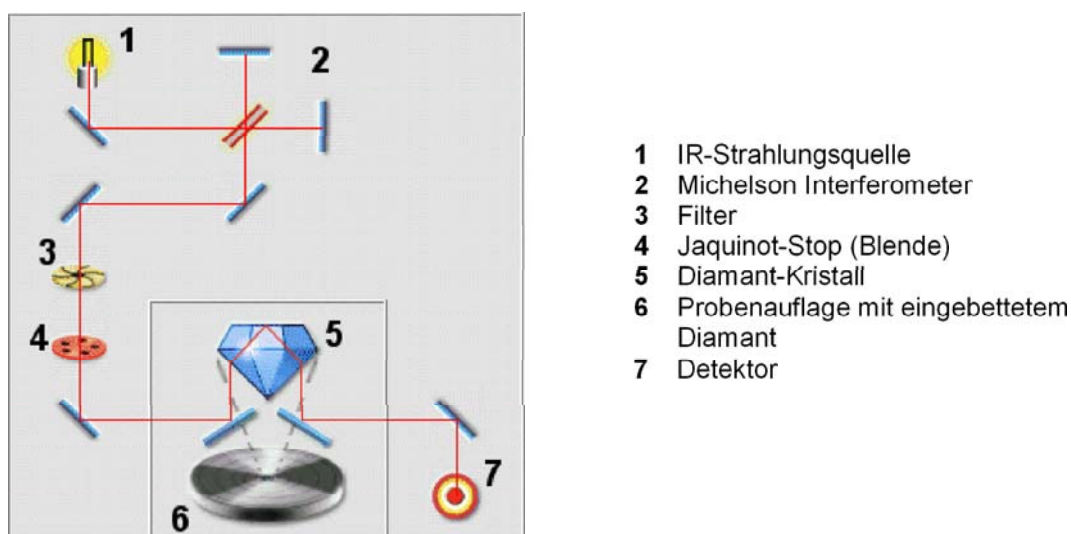 1
2
3
4
5
6
7
1 IR-Strahlungsquelle
2 Michelson Interferometer
3 Filter
4 Jaquinot-Stop (Blende)
5 Diamant-Kristall
6 Probenauflage mit eingebettetem
Diamant
7 Detektor